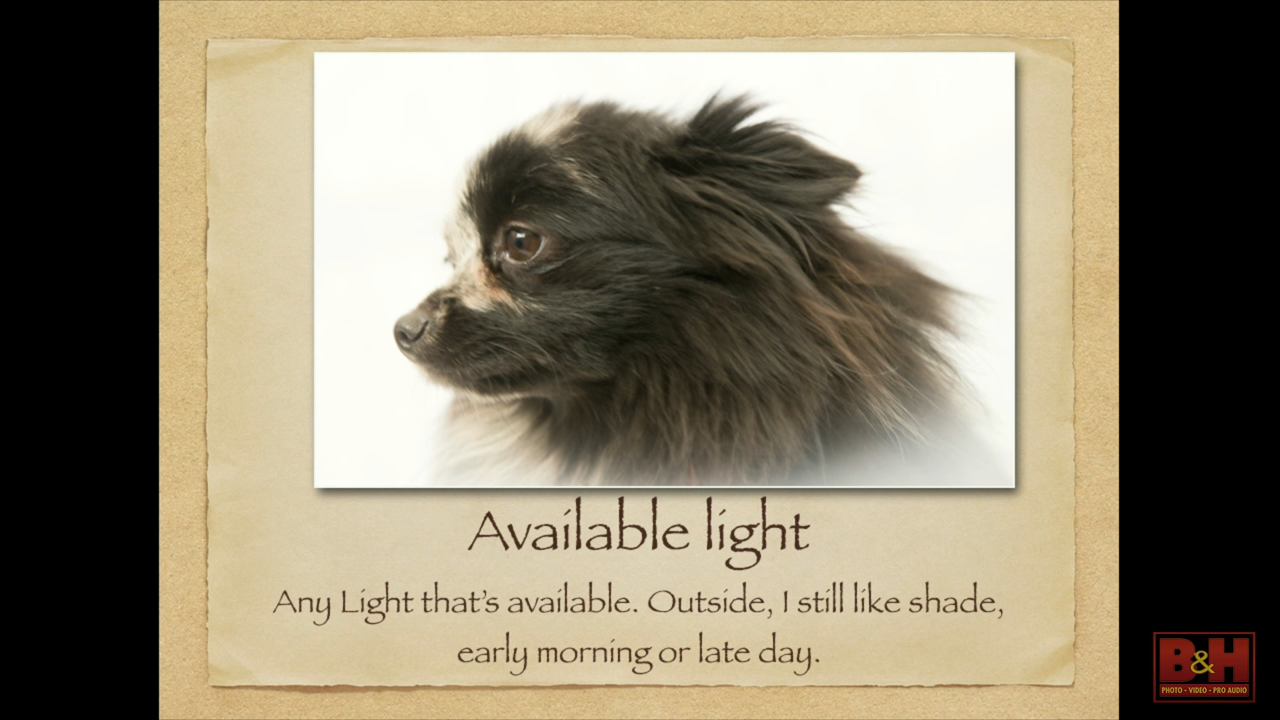 Available light
Any Light that's available. Outside, I still like shade,
early morning or late day.
B&H
PHOTO - VIDEO - PRO AUDIO